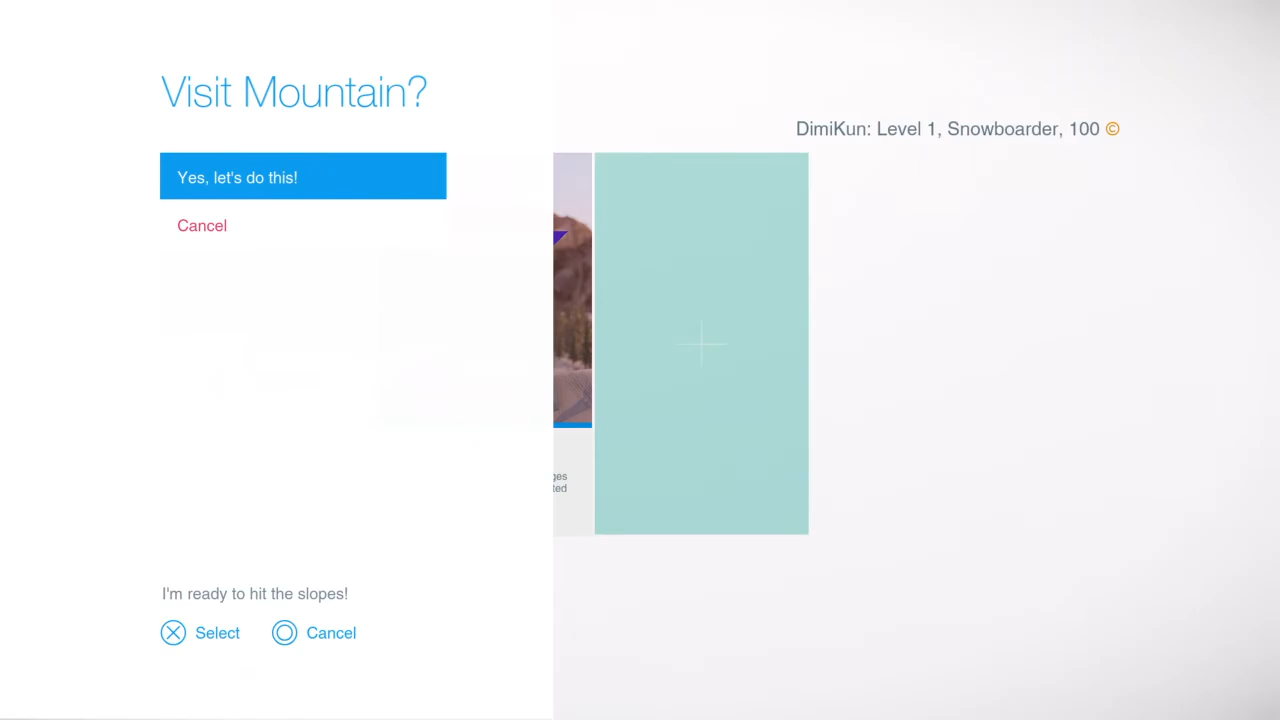 Visit Mountain?
DimiKun: Level 1, Snowboarder, 100 ©
Yes, let's do this!
Cancel
I'm ready to hit the slopes!
Select
Cancel